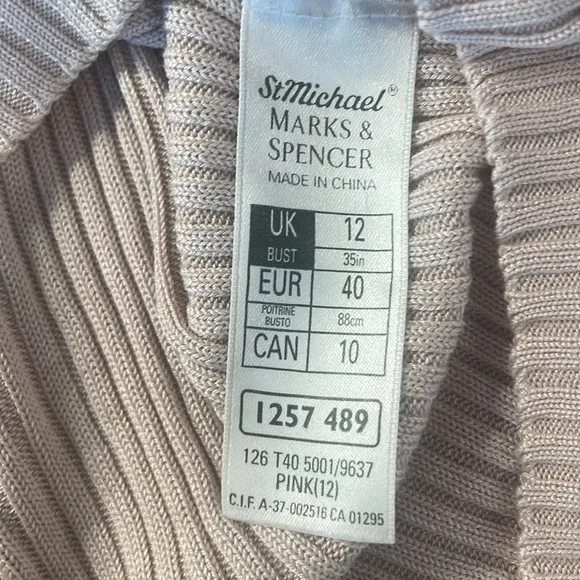 StMichael®
MARKS &
SPENCER
MADE IN CHINA
UK 12
BUST 35in
EUR 40
POITRINE
BUSTO 88cm
CAN 10
1257 489
126 T40 5001/9637
PINK(12)
C.I.F. A-37-002516 CA 01295